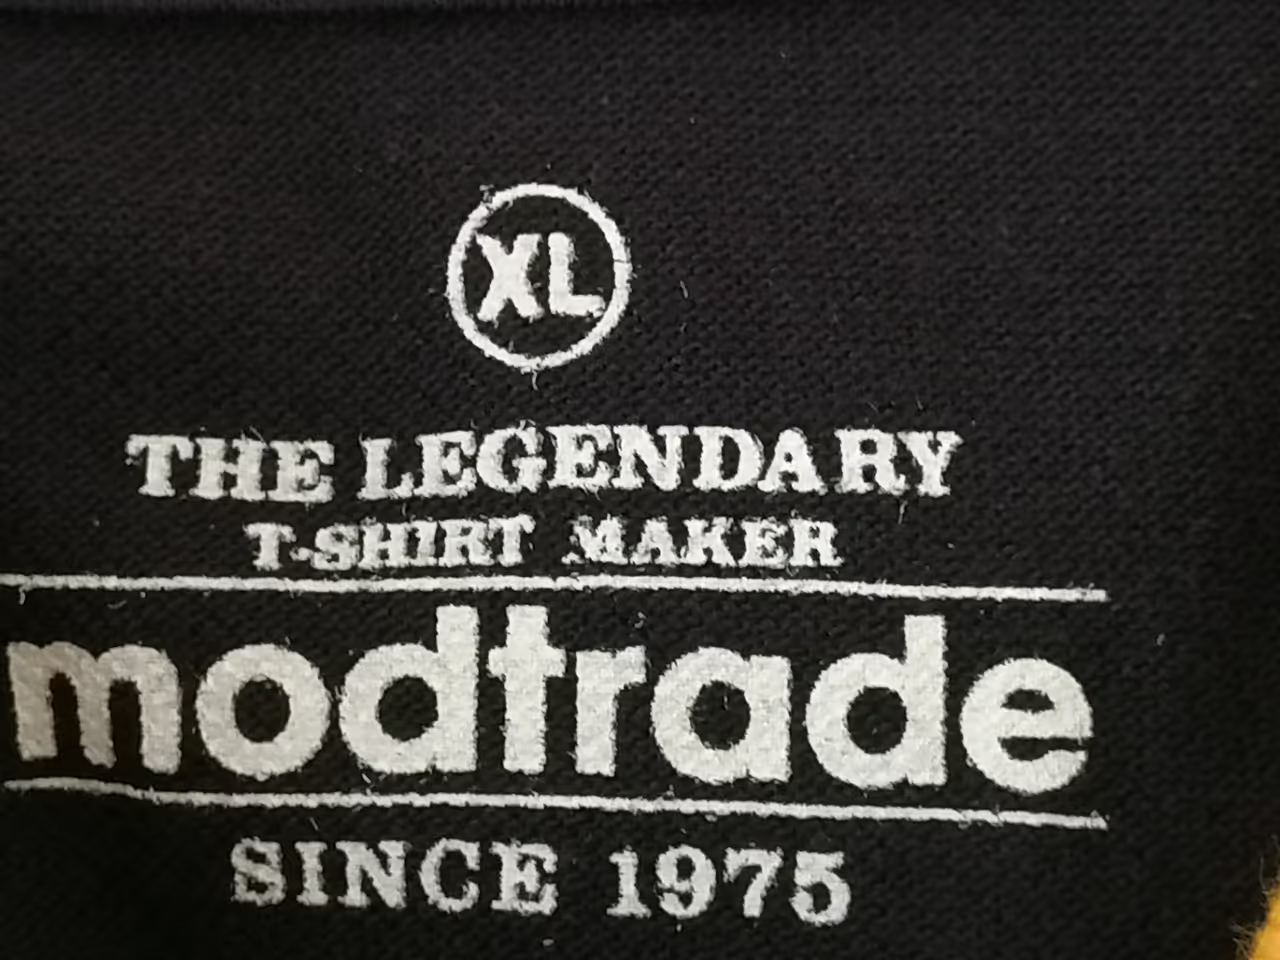 XL
THE LEGENDARY
T-SHIRT MAKER
modtrade
SINCE 1975